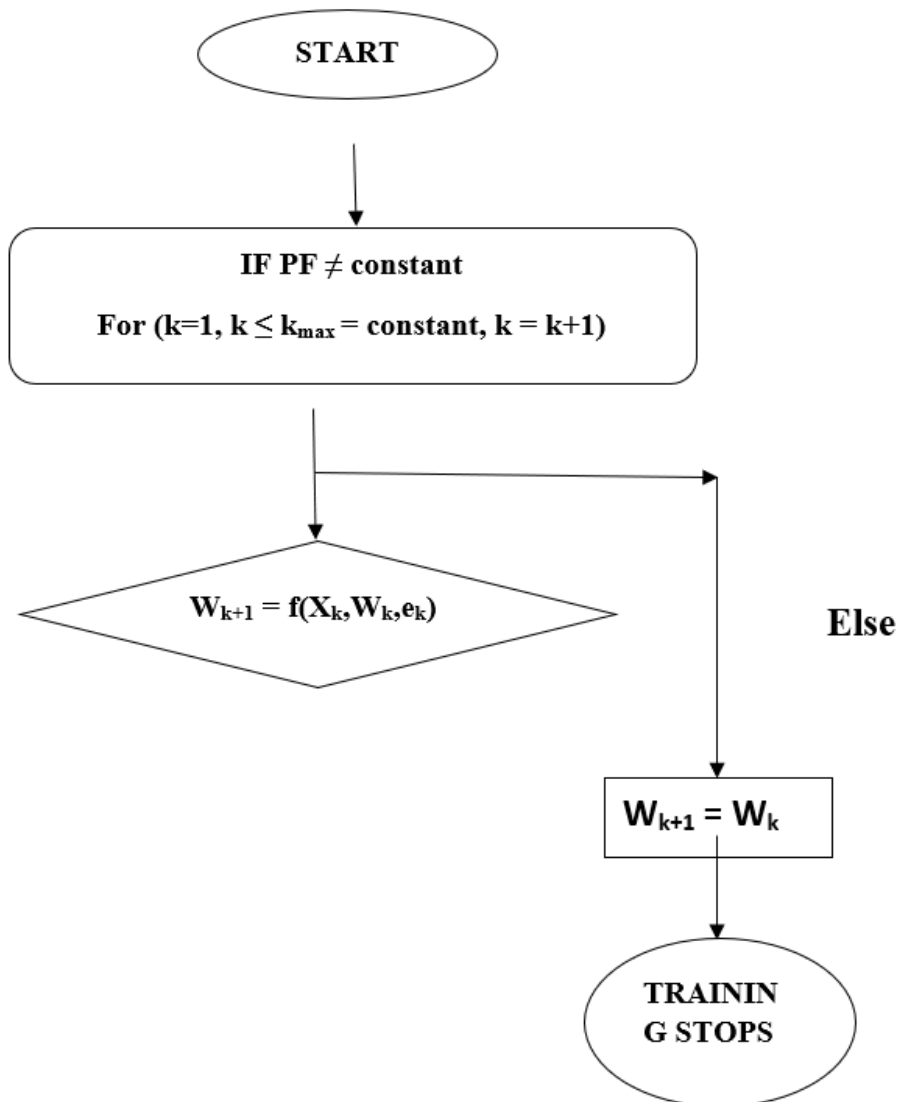 START
IF PF ≠ constant
For (k=1, k ≤ kmax = constant, k = k+1)
Wk+1 = f(Xk,Wk,ek)
Else
Wk+1 = Wk
TRAININ
G STOPS